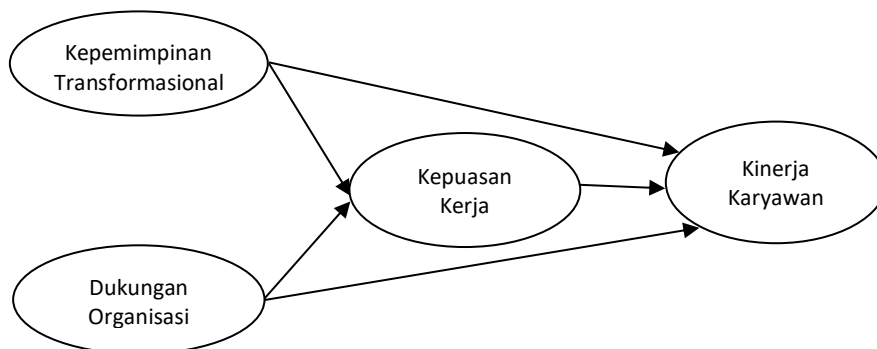 Kepemimpinan
Transformasional
Kepuasan
Kerja
Kinerja
Karyawan
Dukungan
Organisasi